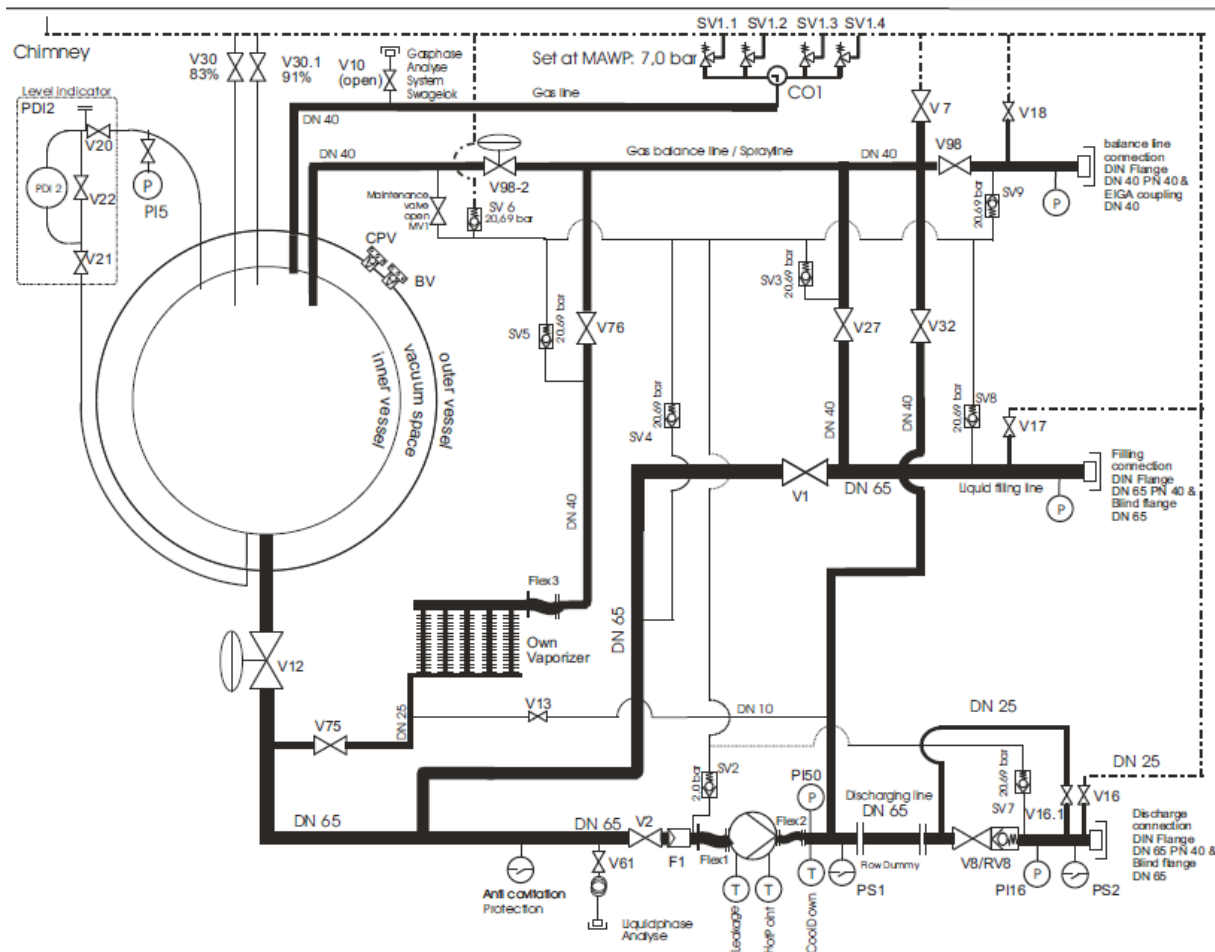 Chimney
V30
83%
V30.1
91%
V10
(open)
Gasphase
Analyse
System
Swagelok
SV1.1
SV1.2
SV1.3
SV1.4
Set at MAWP: 7,0 bar
CO1
Gas line
DN 40
Level indicator
PDI2
V20
PDI 2
V22
V21
P
PI5
DN 40
V98-2
Gas balance line / Sprayline
DN 40
V 7
V18
V98
balance line
connection
DIN Flange
DN 40 PN 40 &
EIGA coupling
DN 40
P
SV9
20,69 bar
Maintenance
valve
open
MV1
SV 6
20,69 bar
CPV
BV
SV3
20,69 bar
SV5
20,69 bar
V76
V27
V32
outer vessel
vacuum space
inner vessel
SV4
20,69 bar
DN 40
DN 40
SV8
20,69 bar
V17
V1
DN 65
Liquid filling line
P
Filling
connection
DIN Flange
DN 65 PN 40 &
Blind flange
DN 65
DN 40
Flex3
Own
Vaporizer
DN 65
V12
V13
DN 10
DN 25
V75
DN 25
DN 25
SV2
2,0 bar
PI50
P
Discharging line
DN 65
20,69 bar
SV7
V16.1
V16
DN 65
DN 65
V2
F1
Flex1
Flex2
Flow Dummy
V8/RV8
Discharge
connection
DIN Flange
DN 65 PN 40 &
Blind flange
DN 65
Anti cavitation
Protection
V61
Liquidphase
Analyse
T
Leakage
T
HotPoint
T
CoolDown
PS1
P
PI16
PS2